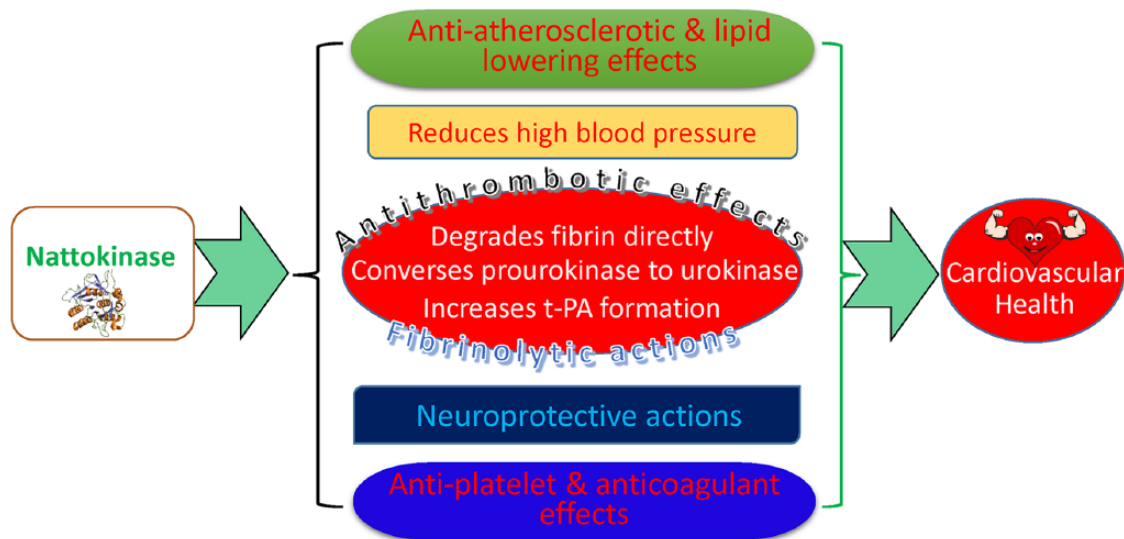 Anti-atherosclerotic & lipid
lowering effects
Reduces high blood pressure
Nattokinase
Antithrombotic effects
Degrades fibrin directly
Converses prourokinase to urokinase
Increases t-PA formation
Fibrinolytic actions
Cardiovascular
Health
Neuroprotective actions
Anti-platelet & anticoagulant
effects